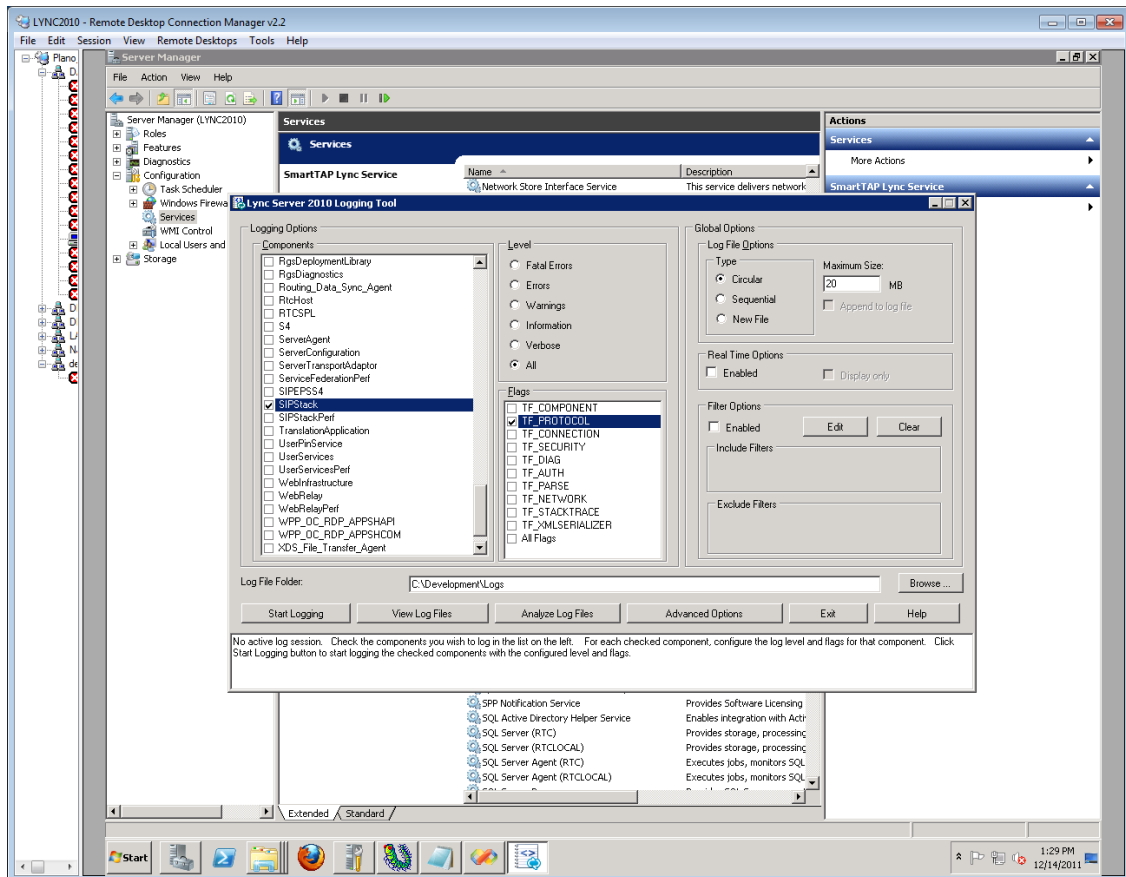 LYNC2010 - Remote Desktop Connection Manager v2.2
File Edit Session View Remote Desktops Tools Help
Plano
Server Manager
File Action View Help
Server Manager (LYNC2010)
Roles
Features
Diagnostics
Configuration
Task Scheduler
Windows Firewa
Services
WMI Control
Local Users and
Storage
Services
Services
SmartTAP Lync Service
Name Description
Network Store Interface Service This service delivers network
Actions
Services
More Actions
SmartTAP Lync Service
Lync Server 2010 Logging Tool
Logging Options
Components
RgsDeploymentLibrary
RgsDiagnostics
Routing_Data_Sync_Agent
RtcHost
RTCSPL
S4
ServerAgent
ServerConfiguration
ServerTransportAdaptor
ServiceFederationPerf
SIPEPSS4
SIPStack
SIPStackPerf
TranslationApplication
UserPinService
UserServices
UserServicesPerf
WebInfrastructure
WebRelay
WebRelayPerf
WPP_OC_RDP_APPSHAPI
WPP_OC_RDP_APPSHCOM
XDS_File_Transfer_Agent
Level
Fatal Errors
Errors
Warnings
Information
Verbose
All
Flags
TF_COMPONENT
TF_PROTOCOL
TF_CONNECTION
TF_SECURITY
TF_DIAG
TF_AUTH
TF_PARSE
TF_NETWORK
TF_STACKTRACE
TF_XMLSERIALIZER
All Flags
Global Options
Log File Options
Type
Circular
Sequential
New File
Maximum Size:
20 MB
Append to log file
Real Time Options
Enabled Display only
Filter Options
Enabled Edit Clear
Include Filters
Exclude Filters
Log File Folder: C:\Development\Logs Browse ...
Start Logging View Log Files Analyze Log Files Advanced Options Exit Help
No active log session. Check the components you wish to log in the list on the left. For each checked component, configure the log level and flags for that component. Click
Start Logging button to start logging the checked components with the configured level and flags.
SPP Notification Service Provides Software Licensing
SQL Active Directory Helper Service Enables integration with Acti
SQL Server (RTC) Provides storage, processing
SQL Server (RTCLOCAL) Provides storage, processing
SQL Server Agent (RTC) Executes jobs, monitors SQL
SQL Server Agent (RTCLOCAL) Executes jobs, monitors SQL
Extended Standard
Start
1:29 PM
12/14/2011